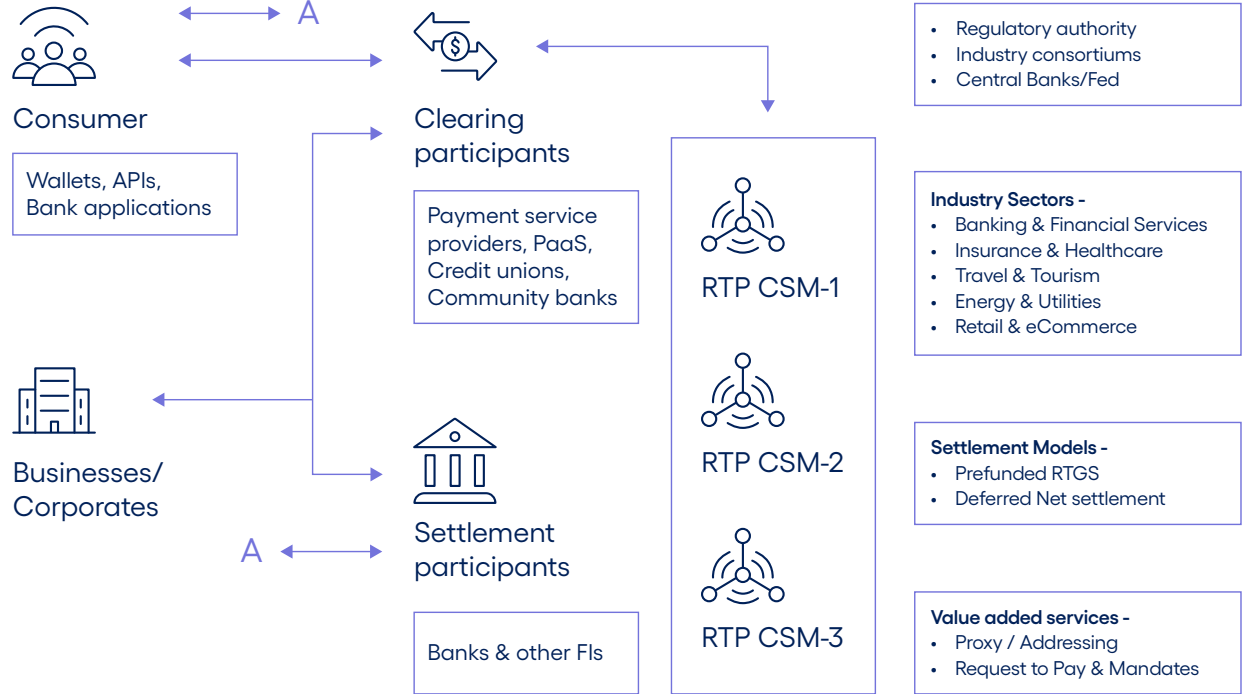 A
Consumer
Wallets, APIs,
Bank applications
Businesses/
Corporates
A
$
Clearing
participants
Payment service
providers, PaaS,
Credit unions,
Community banks
Settlement
participants
Banks & other FIs
RTP CSM-1
RTP CSM-2
RTP CSM-3
• Regulatory authority
• Industry consortiums
• Central Banks/Fed
Industry Sectors -
• Banking & Financial Services
• Insurance & Healthcare
• Travel & Tourism
• Energy & Utilities
• Retail & eCommerce
Settlement Models -
• Prefunded RTGS
• Deferred Net settlement
Value added services -
• Proxy / Addressing
• Request to Pay & Mandates